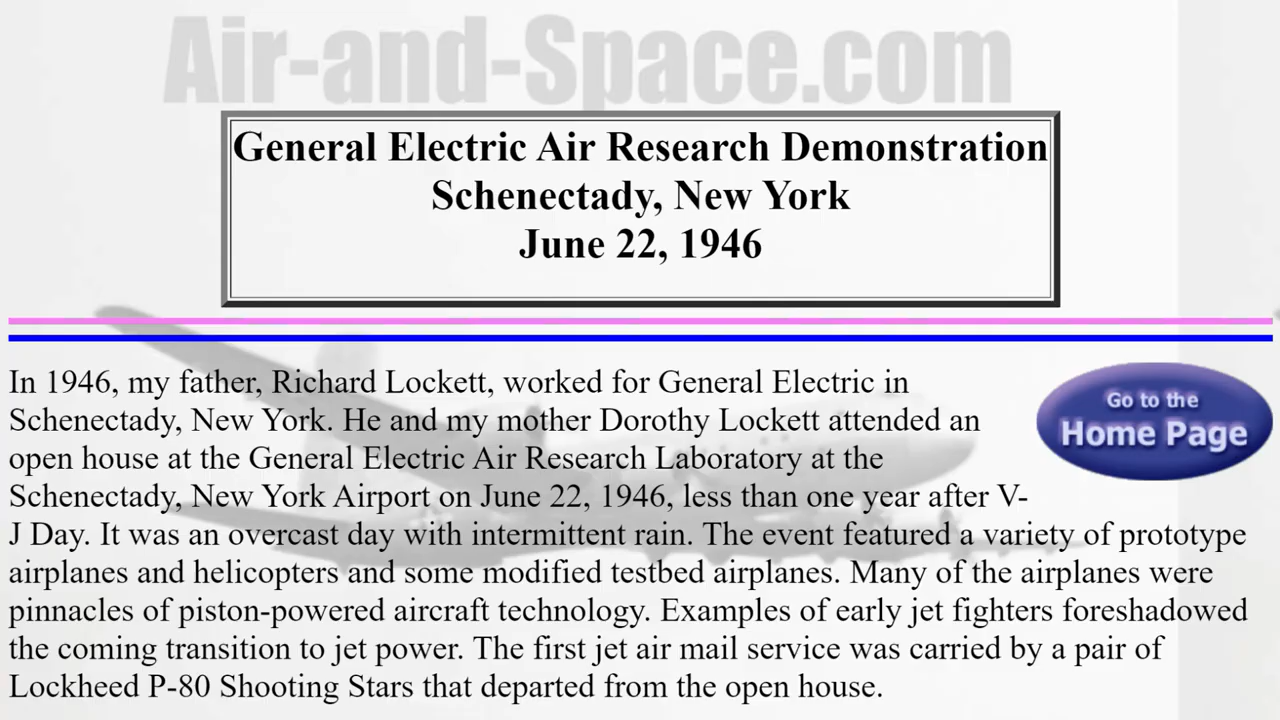 Air-and-Space.com
General Electric Air Research Demonstration
Schenectady, New York
June 22, 1946
In 1946, my father, Richard Lockett, worked for General Electric in
Schenectady, New York. He and my mother Dorothy Lockett attended an
open house at the General Electric Air Research Laboratory at the
Schenectady, New York Airport on June 22, 1946, less than one year after V-
J Day. It was an overcast day with intermittent rain. The event featured a variety of prototype
airplanes and helicopters and some modified testbed airplanes. Many of the airplanes were
pinnacles of piston-powered aircraft technology. Examples of early jet fighters foreshadowed
the coming transition to jet power. The first jet air mail service was carried by a pair of
Lockheed P-80 Shooting Stars that departed from the open house.
Go to the
Home Page